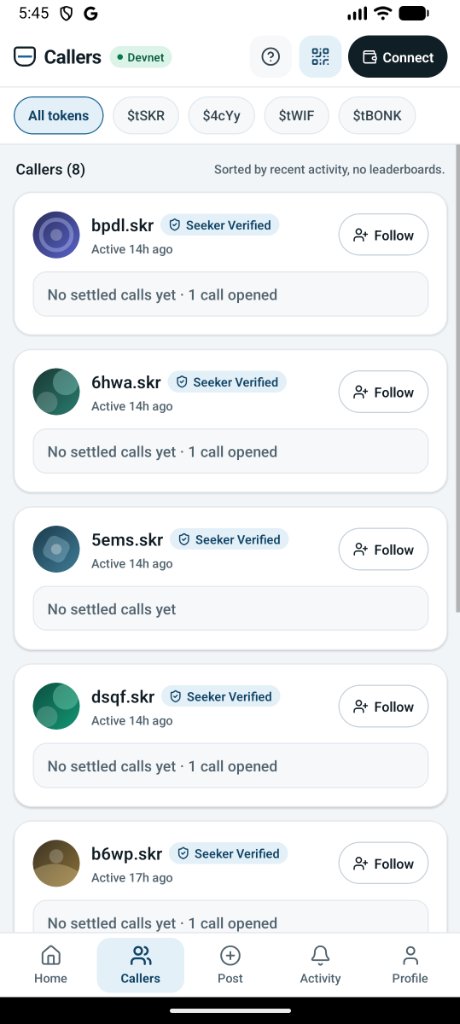 5:45
Callers
Devnet
Connect
All tokens
$tSKR
$4cYy
$tWIF
$tBONK
Callers (8)
Sorted by recent activity, no leaderboards.
bpdl.skr
Seeker Verified
Active 14h ago
Follow
No settled calls yet · 1 call opened
6hwa.skr
Seeker Verified
Active 14h ago
Follow
No settled calls yet · 1 call opened
5ems.skr
Seeker Verified
Active 14h ago
Follow
No settled calls yet
dsqf.skr
Seeker Verified
Active 14h ago
Follow
No settled calls yet · 1 call opened
b6wp.skr
Seeker Verified
Active 17h ago
Follow
No settled calls yet · 1 call opened
Home
Callers
Post
Activity
Profile